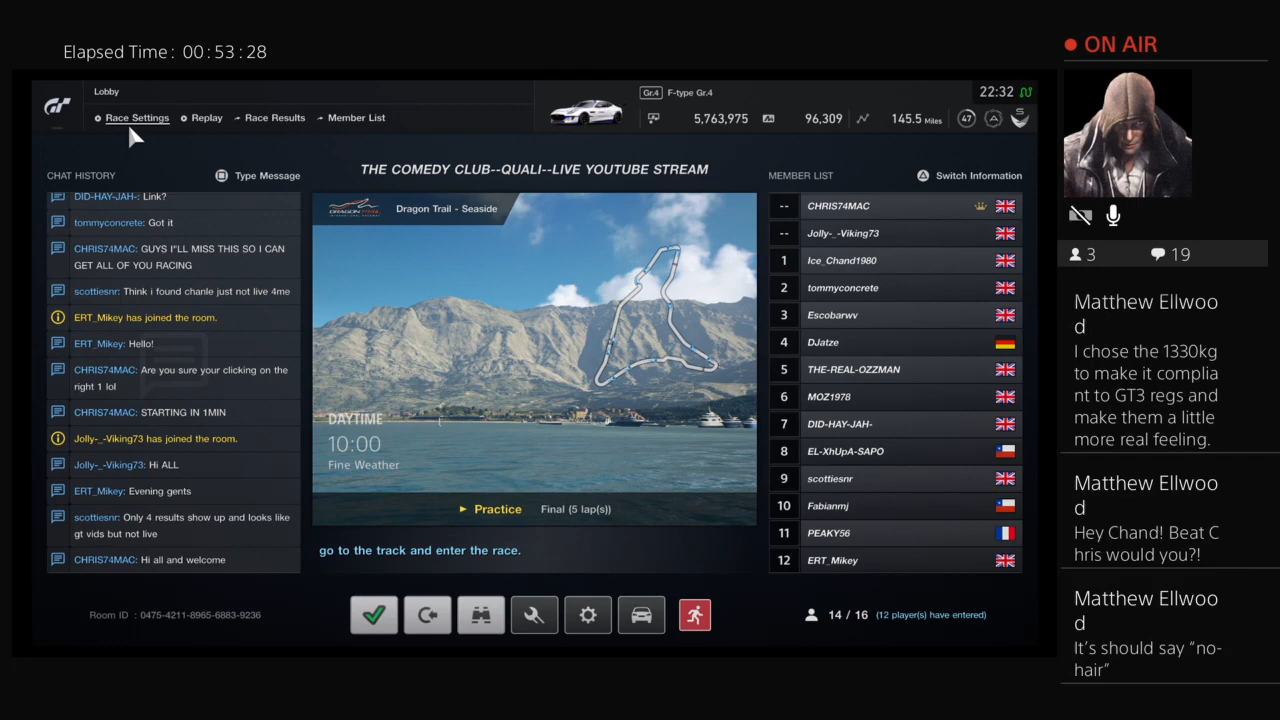 Elapsed Time: 00:53:28
ON AIR
Lobby
Race Settings
Replay
Race Results
Member List
Gr.4 F-type Gr.4
5,763,975
96,309
145.5 Miles
47
22:32
CHAT HISTORY
Type Message
THE COMEDY CLUB--QUALI--LIVE YOUTUBE STREAM
MEMBER LIST
Switch Information
DID-HAY-JAH-: Link?
tommyconcrete: Got it
CHRIS74MAC: GUYS I"LL MISS THIS SO I CAN
GET ALL OF YOU RACING
scottiesnr: Think i found chanle just not live 4me
ERT_Mikey has joined the room.
ERT_Mikey: Hello!
CHRIS74MAC: Are you sure your clicking on the
right 1 lol
CHRIS74MAC: STARTING IN 1MIN
Jolly-_-Viking73 has joined the room.
Jolly-_-Viking73: Hi ALL
ERT_Mikey: Evening gents
scottiesnr: Only 4 results show up and looks like
gt vids but not live
CHRIS74MAC: Hi all and welcome
DRAGON TRAIL
Dragon Trail - Seaside
DAYTIME
10:00
Fine Weather
Practice
Final (5 lap(s))
go to the track and enter the race.
-- CHRIS74MAC
-- Jolly-_-Viking73
1 Ice_Chand1980
2 tommyconcrete
3 Escobarwv
4 DJatze
5 THE-REAL-OZZMAN
6 MOZ1978
7 DID-HAY-JAH-
8 EL-XhUpA-SAPO
9 scottiesnr
10 Fabianmj
11 PEAKY56
12 ERT_Mikey
Room ID : 0475-4211-8965-6883-9236
14 / 16 (12 player(s) have entered)
3
19
Matthew Ellwoo
d
I chose the 1330kg
to make it complia
nt to GT3 regs and
make them a little
more real feeling.
Matthew Ellwoo
d
Hey Chand! Beat C
hris would you?!
Matthew Ellwoo
d
It’s should say “no-
hair”